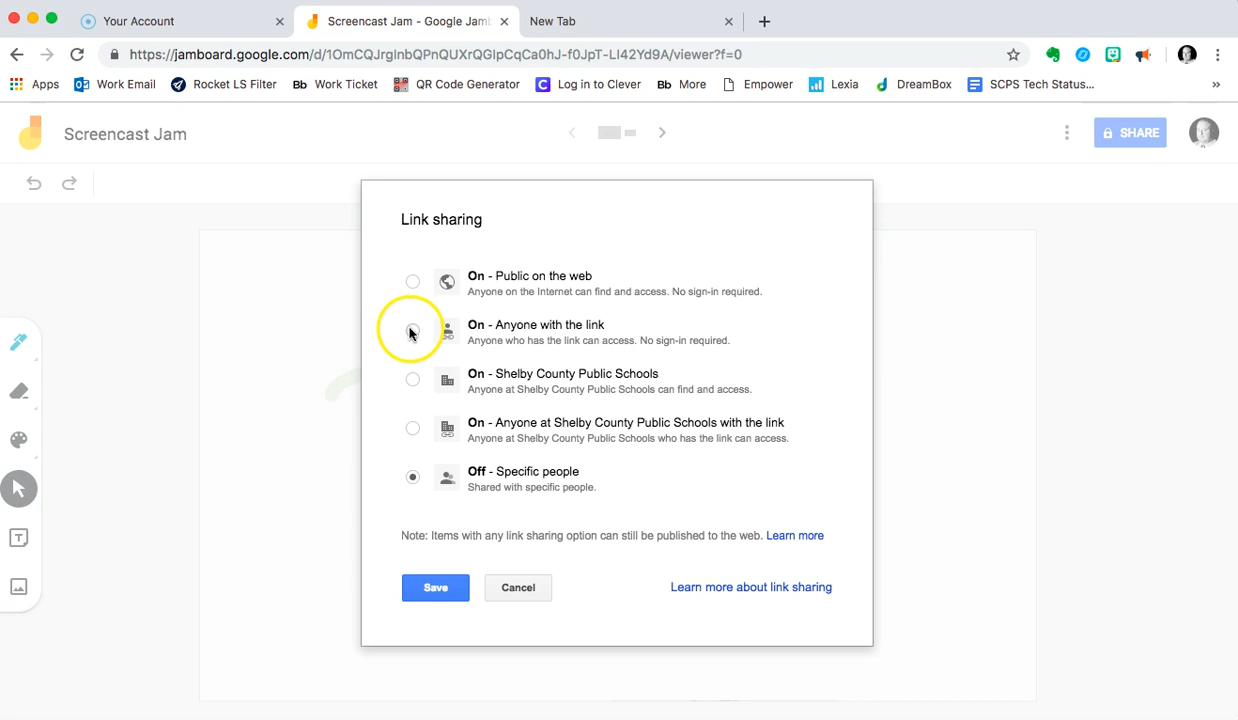 Your Account
Screencast Jam - Google Jamb
New Tab
https://jamboard.google.com/d/1OmCQJrgInbQPnQUXrQGlpCqCa0hJ-f0JpT-LI42Yd9A/viewer?f=0
Apps
Work Email
Rocket LS Filter
Bb Work Ticket
QR Code Generator
Log in to Clever
Bb More
Empower
Lexia
DreamBox
SCPS Tech Status...
Screencast Jam
SHARE
Link sharing
On - Public on the web
Anyone on the Internet can find and access. No sign-in required.
On - Anyone with the link
Anyone who has the link can access. No sign-in required.
On - Shelby County Public Schools
Anyone at Shelby County Public Schools can find and access.
On - Anyone at Shelby County Public Schools with the link
Anyone at Shelby County Public Schools who has the link can access.
Off - Specific people
Shared with specific people.
Note: Items with any link sharing option can still be published to the web. Learn more
Save
Cancel
Learn more about link sharing